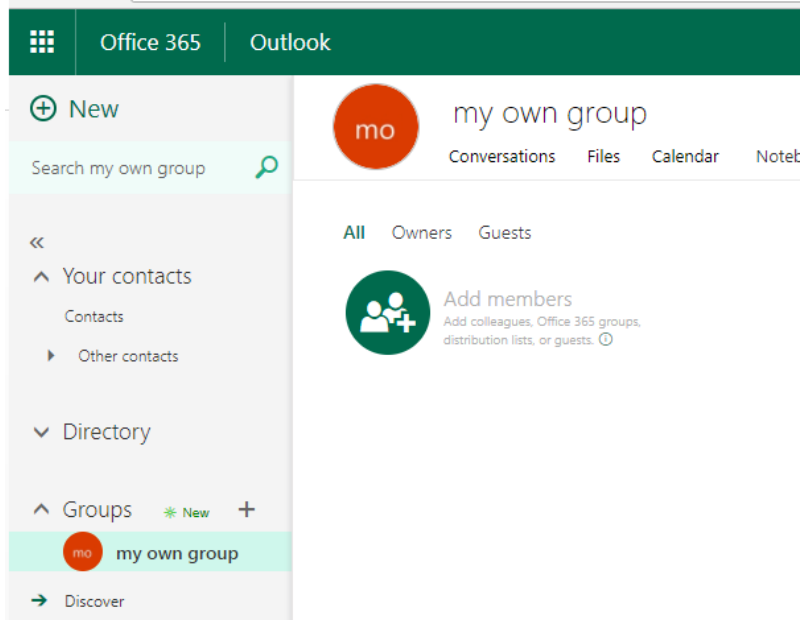 Office 365
Outlook
New
Search my own group
Your contacts
Contacts
Other contacts
Directory
Groups
New
mo
my own group
Discover
mo
my own group
Conversations
Files
Calendar
All
Owners
Guests
Add members
Add colleagues, Office 365 groups,
distribution lists, or guests.